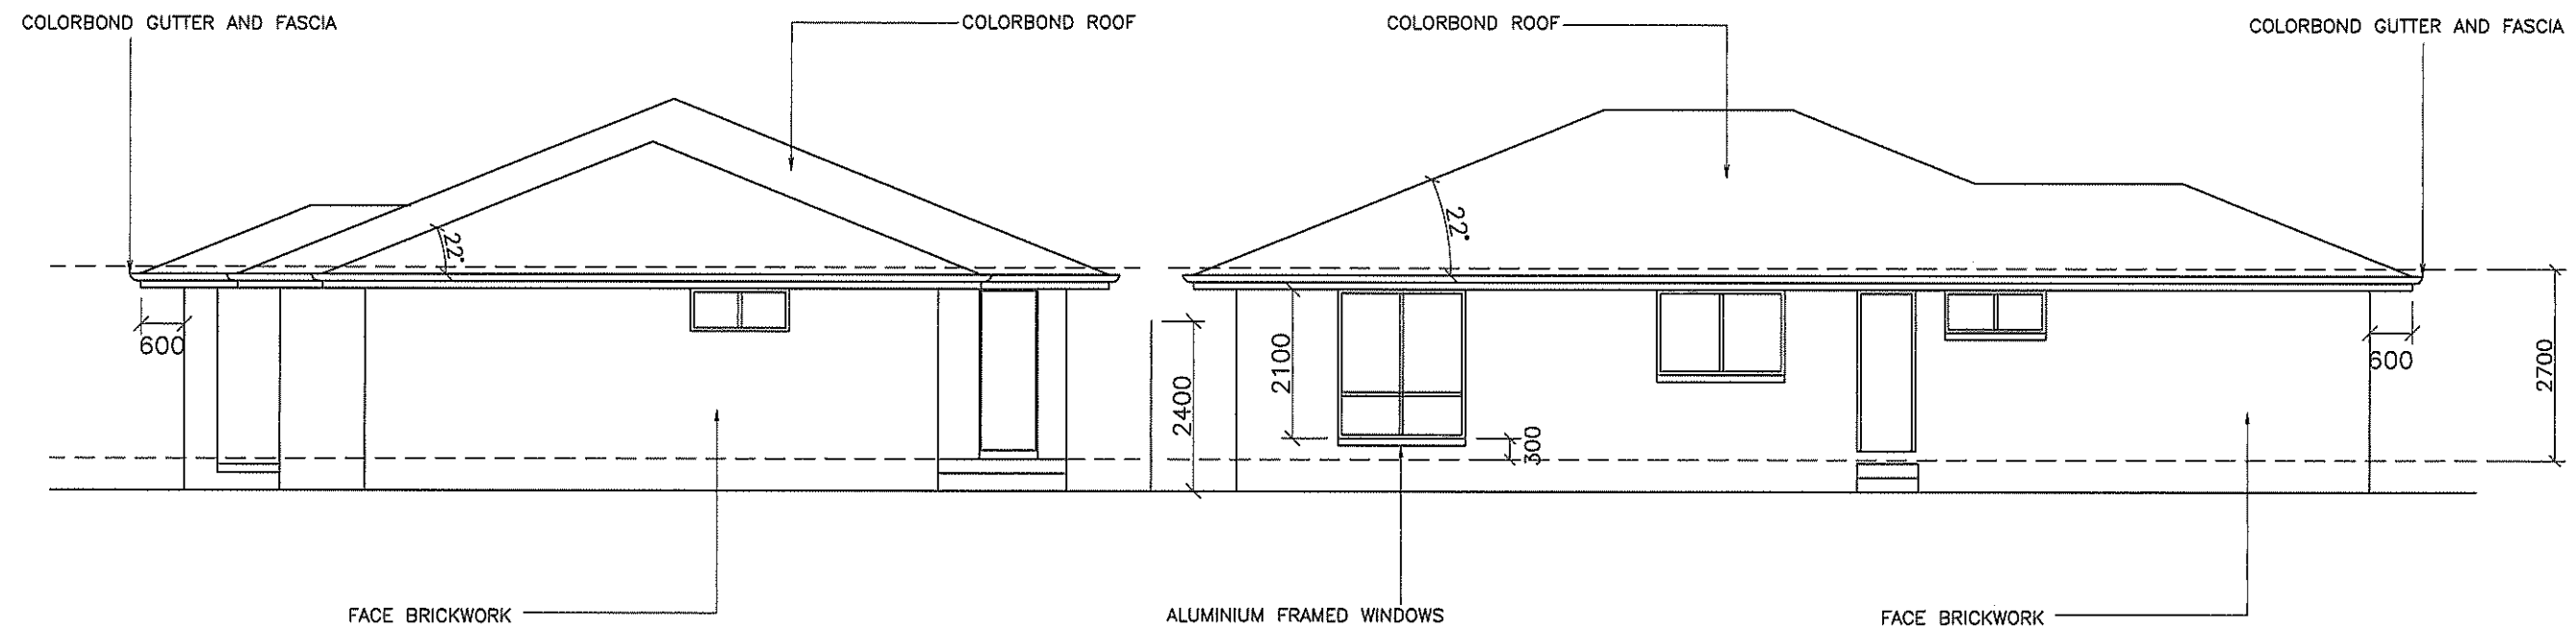 COLORBOND GUTTER AND FASCIA
COLORBOND ROOF
COLORBOND ROOF
COLORBOND GUTTER AND FASCIA
22°
22°
600
2400
2100
300
600
2700
FACE BRICKWORK
ALUMINIUM FRAMED WINDOWS
FACE BRICKWORK